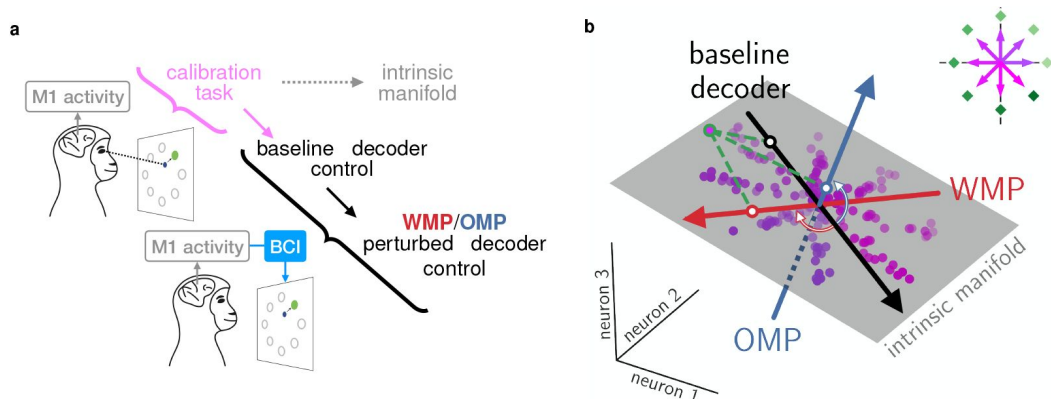 a
calibration
task
intrinsic
manifold
M1 activity
baseline decoder
control
WMP/OMP
perturbed decoder
control
M1 activity
BCI
b
baseline
decoder
WMP
OMP
intrinsic manifold
neuron 3
neuron 2
neuron 1